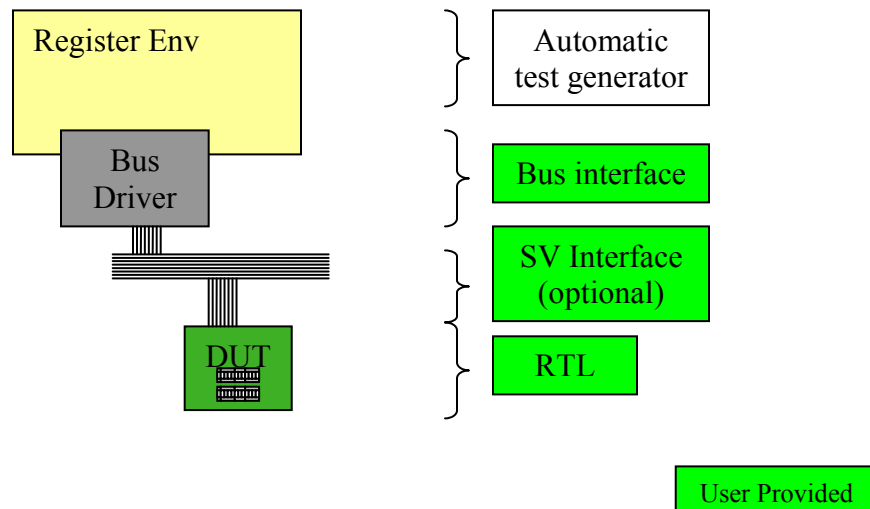 Register Env
Automatic
test generator
Bus
Driver
Bus interface
SV Interface
(optional)
DUT
RTL
User Provided